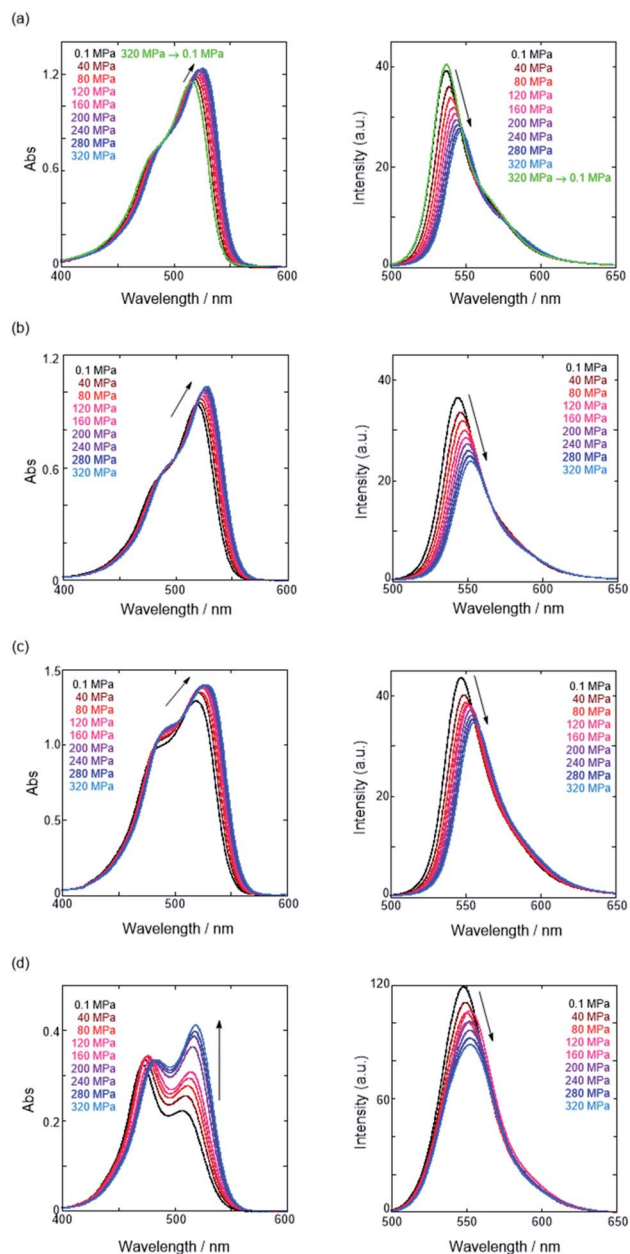 (a)
0.1 MPa 320 MPa → 0.1 MPa
40 MPa
80 MPa
120 MPa
160 MPa
200 MPa
240 MPa
280 MPa
320 MPa
1.2
0.6
0
Abs
400
500
600
Wavelength / nm
0.1 MPa
40 MPa
80 MPa
120 MPa
160 MPa
200 MPa
240 MPa
280 MPa
320 MPa
320 MPa → 0.1 MPa
40
20
0
Intensity (a.u.)
500
550
600
650
Wavelength / nm
(b)
0.1 MPa
40 MPa
80 MPa
120 MPa
160 MPa
200 MPa
240 MPa
280 MPa
320 MPa
1.2
0.6
0
Abs
400
500
600
Wavelength / nm
0.1 MPa
40 MPa
80 MPa
120 MPa
160 MPa
200 MPa
240 MPa
280 MPa
320 MPa
40
20
0
Intensity (a.u.)
500
550
600
650
Wavelength / nm
(c)
0.1 MPa
40 MPa
80 MPa
120 MPa
160 MPa
200 MPa
240 MPa
280 MPa
320 MPa
1.5
1.0
0.5
0
Abs
400
500
600
Wavelength / nm
0.1 MPa
40 MPa
80 MPa
120 MPa
160 MPa
200 MPa
240 MPa
280 MPa
320 MPa
40
20
0
Intensity (a.u.)
500
550
600
650
Wavelength / nm
(d)
0.1 MPa
40 MPa
80 MPa
120 MPa
160 MPa
200 MPa
240 MPa
280 MPa
320 MPa
0.4
0.2
0
Abs
400
500
600
Wavelength / nm
0.1 MPa
40 MPa
80 MPa
120 MPa
160 MPa
200 MPa
240 MPa
280 MPa
320 MPa
120
60
0
Intensity (a.u.)
500
550
600
650
Wavelength / nm